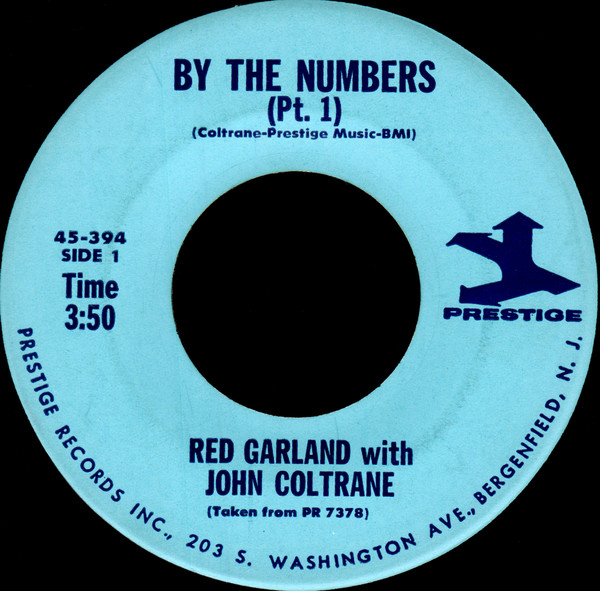 BY THE NUMBERS
(Pt. 1)
(Coltrane-Prestige Music-BMI)
45-394
SIDE 1
Time
3:50
PRESTIGE
RED GARLAND with
JOHN COLTRANE
(Taken from PR 7378)
PRESTIGE RECORDS INC., 203 S. WASHINGTON AVE., BERGENFIELD, N. J.